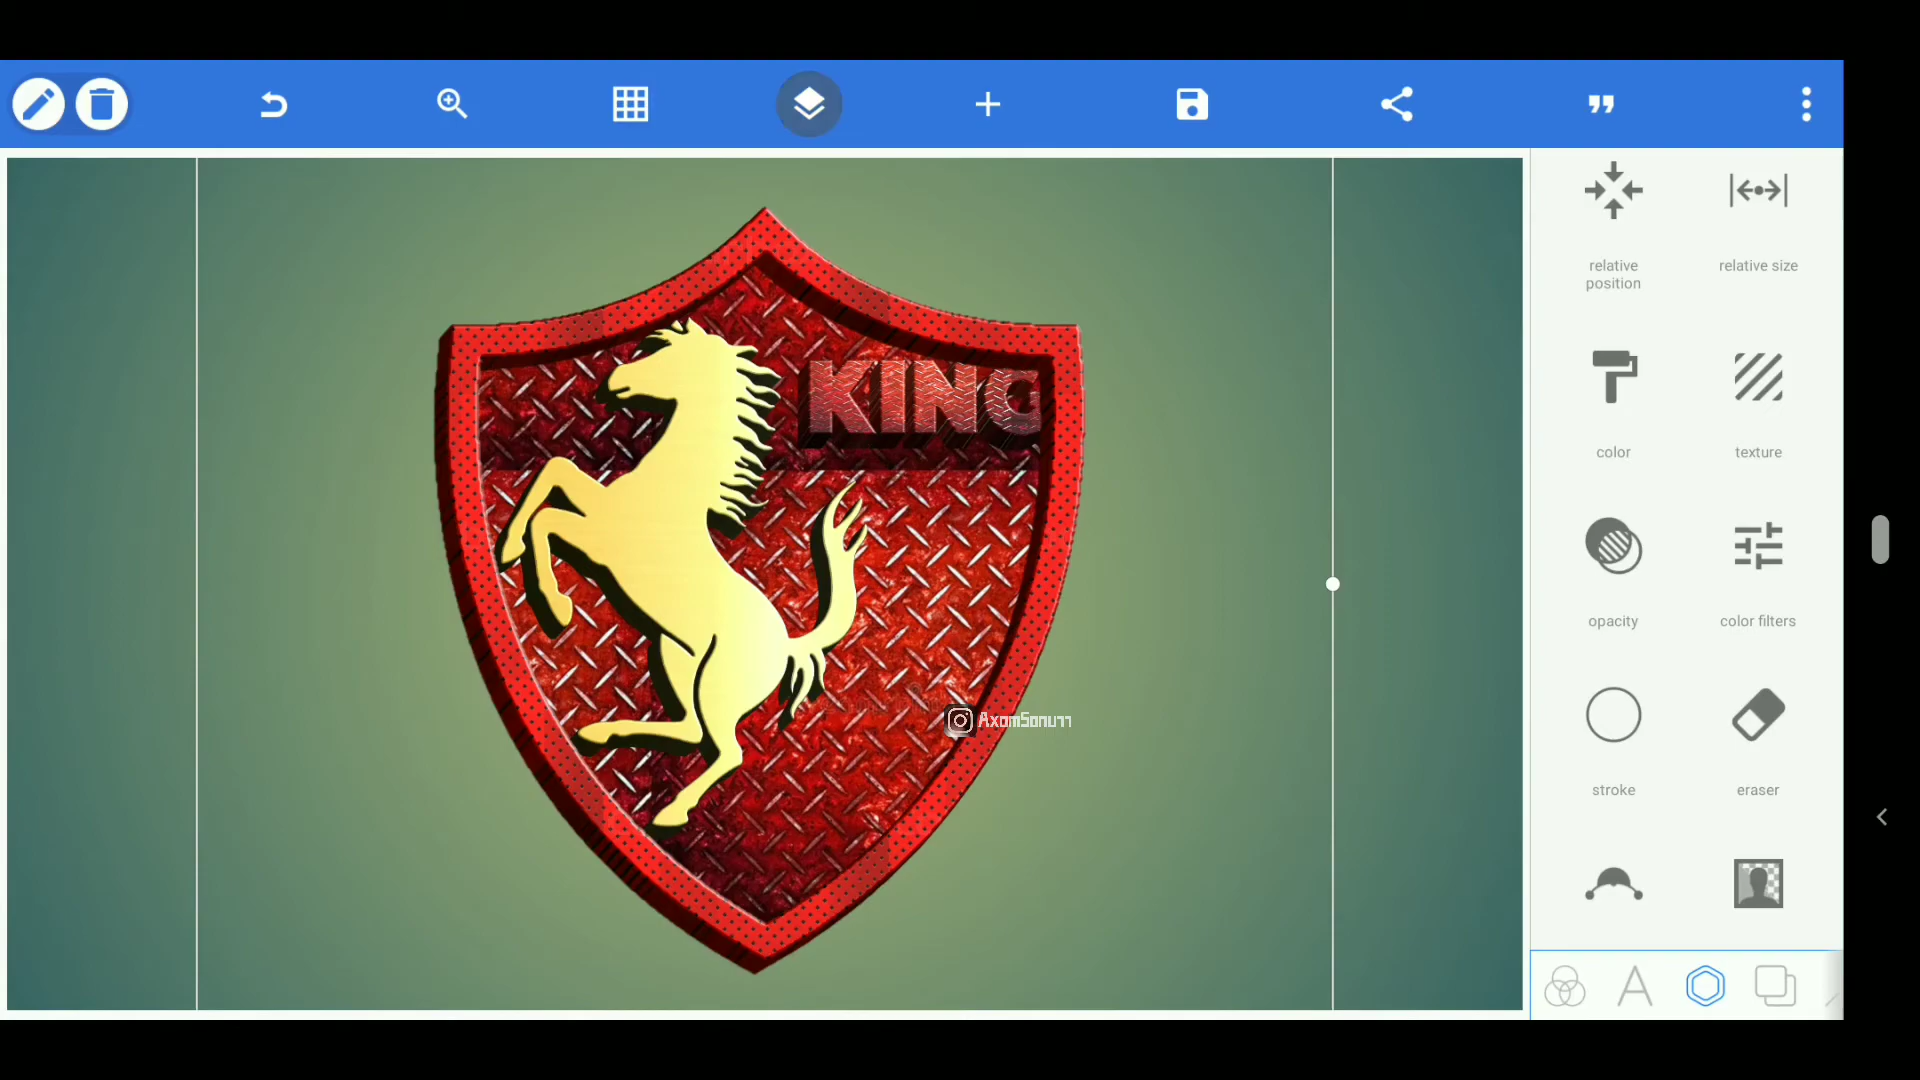 KING
AxomSonu11
relative position
relative size
color
texture
opacity
color filters
stroke
eraser